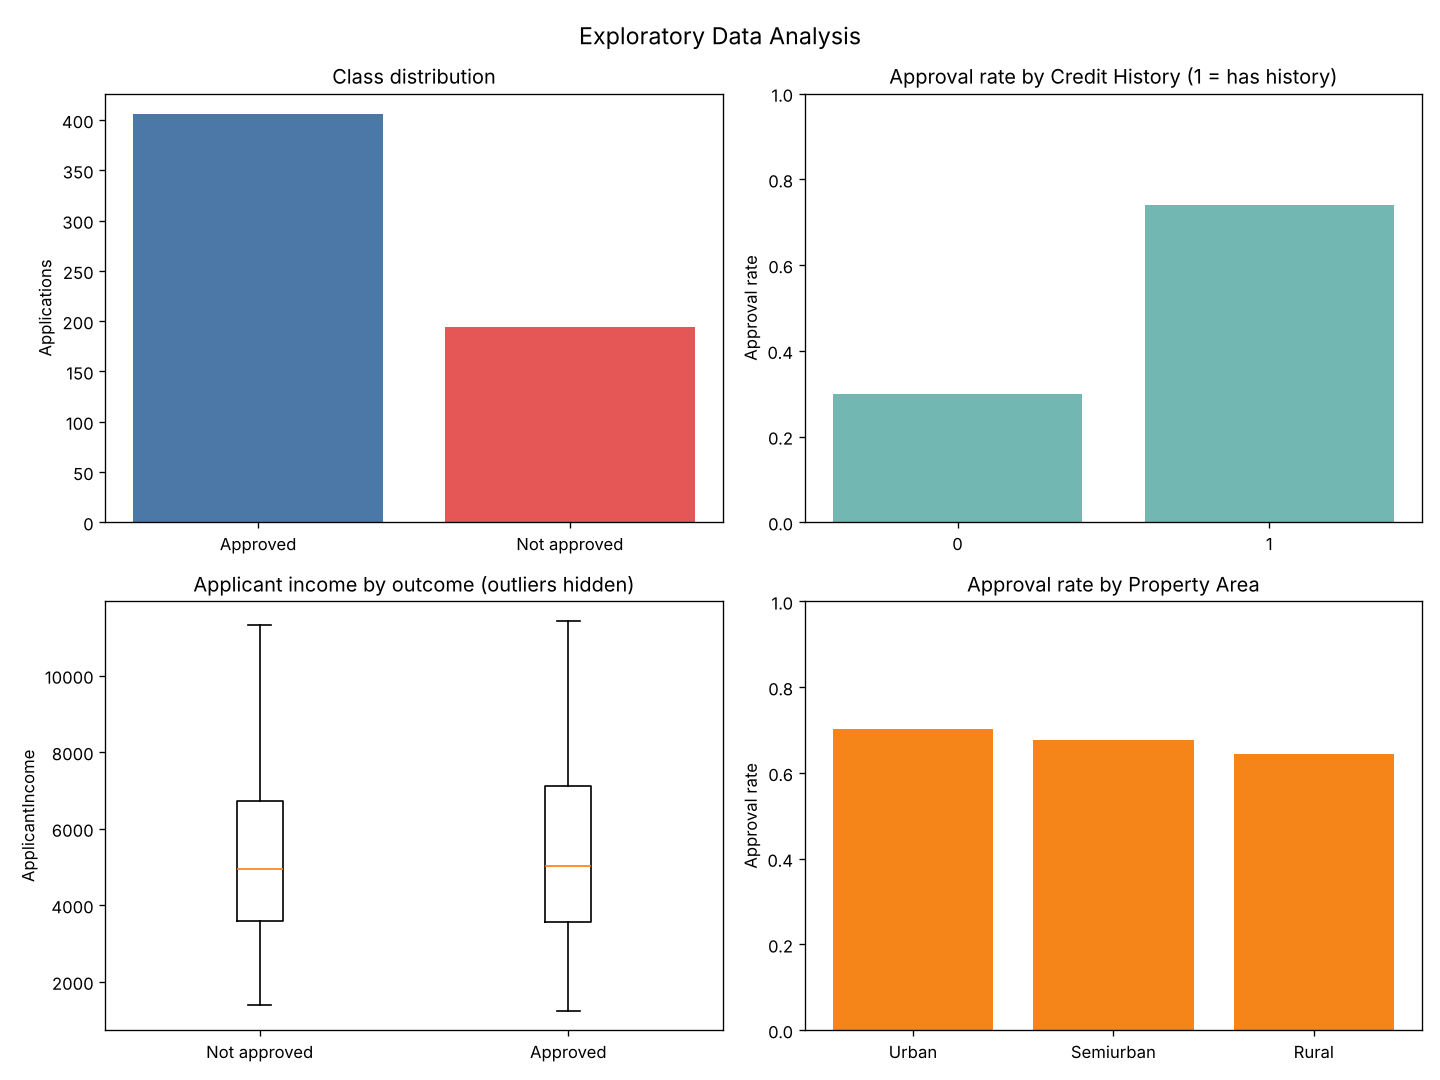 Exploratory Data Analysis
Class distribution
Applications
400
350
300
250
200
150
100
50
0
Approved
Not approved
Approval rate by Credit History (1 = has history)
Approval rate
1.0
0.8
0.6
0.4
0.2
0.0
0
1
Applicant income by outcome (outliers hidden)
ApplicantIncome
10000
8000
6000
4000
2000
Not approved
Approved
Approval rate by Property Area
Approval rate
1.0
0.8
0.6
0.4
0.2
0.0
Urban
Semiurban
Rural